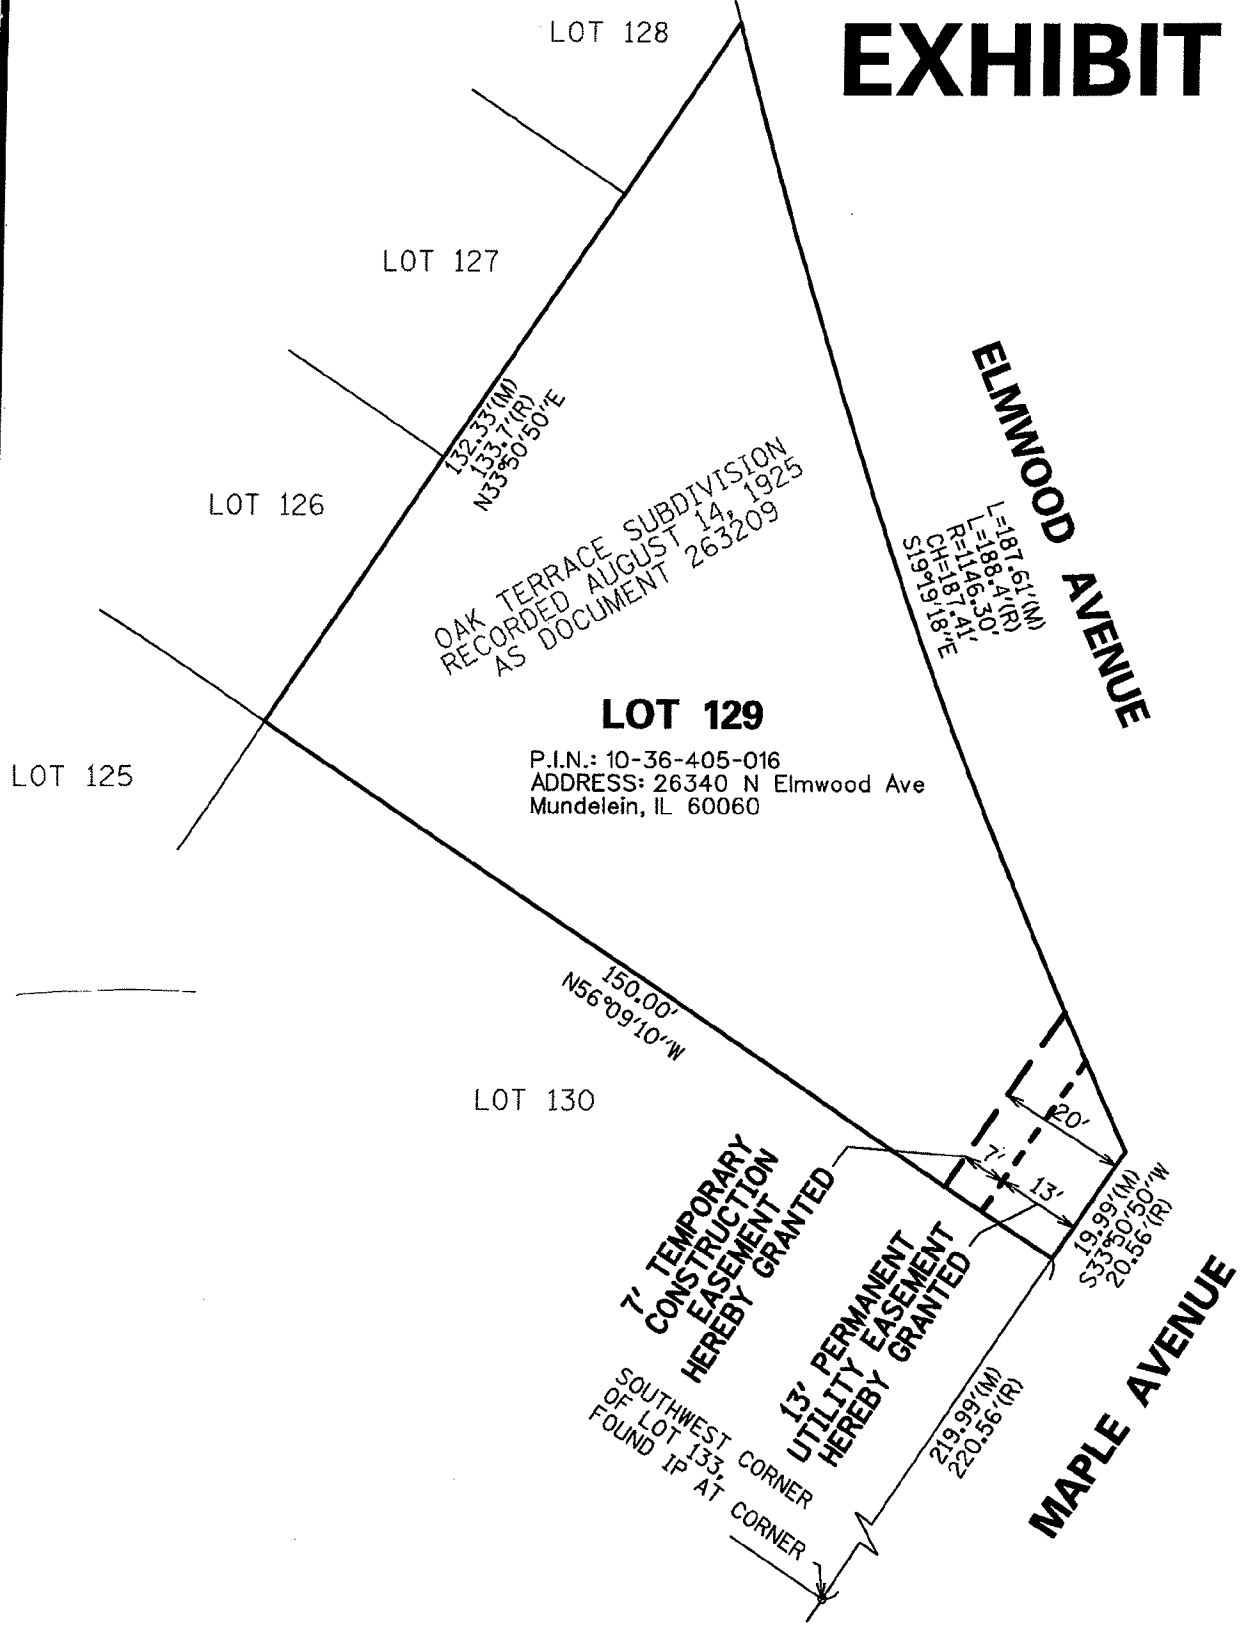 EXHIBIT
LOT 128
LOT 127
LOT 126
LOT 125
132.33'(M)
133.7'(R)
N33°50'50"E
OAK TERRACE SUBDIVISION
RECORDED AUGUST 14, 1925
AS DOCUMENT 263209
ELMWOOD AVENUE
L=187.61'(M)
L=188.4'(R)
R=1146.30'
CH=187.41'
S19°19'18"E
LOT 129
P.I.N.: 10-36-405-016
ADDRESS: 26340 N Elmwood Ave
Mundelein, IL 60060
150.00'
N56°09'10"W
LOT 130
20'
7'
13'
7' TEMPORARY
CONSTRUCTION
EASEMENT
HEREBY GRANTED
13' PERMANENT
UTILITY EASEMENT
HEREBY GRANTED
19.99'(M)
S33°50'50"W
20.56'(R)
MAPLE AVENUE
219.99'(M)
220.56'(R)
SOUTHWEST CORNER
OF LOT 133,
FOUND IP AT CORNER